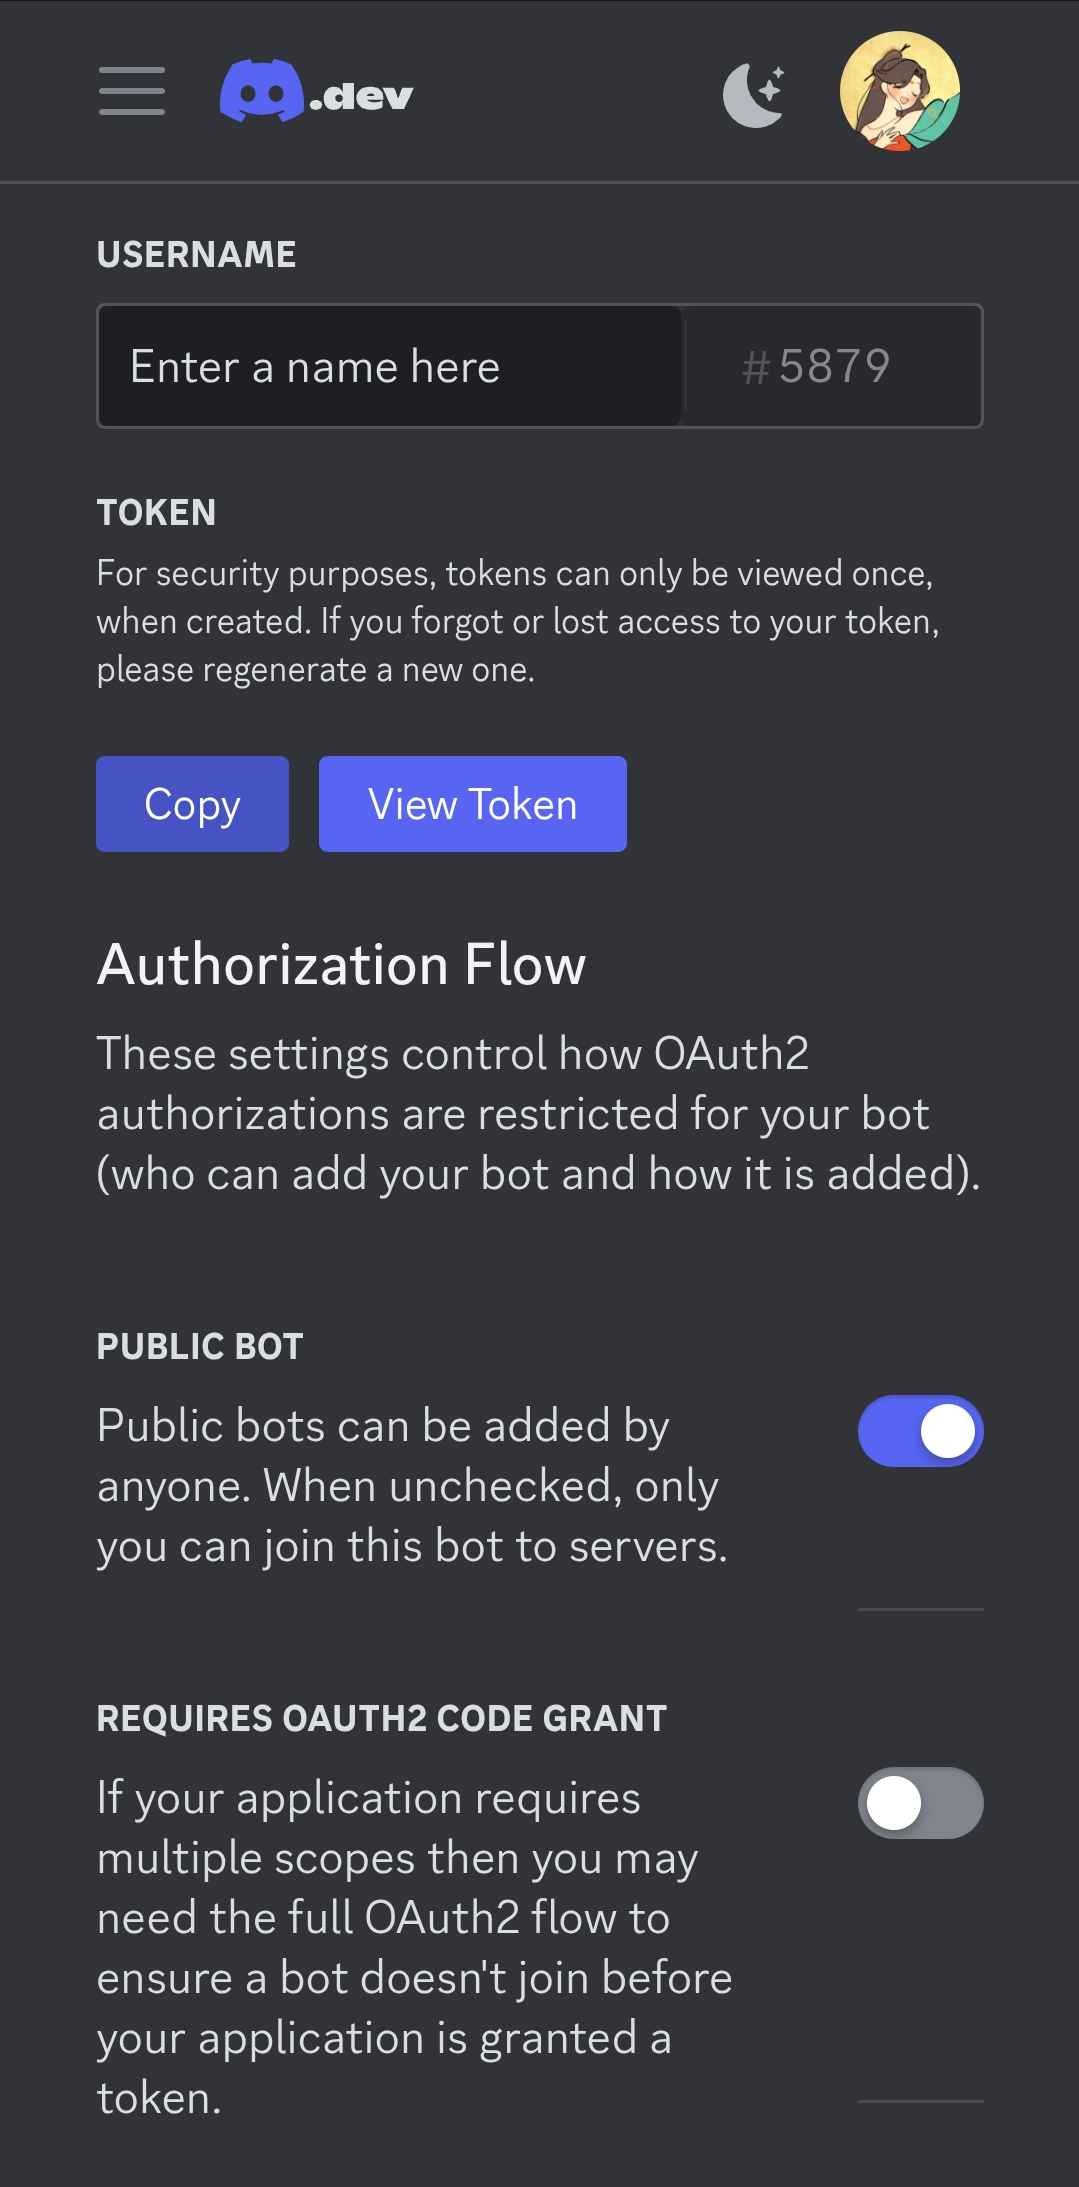 .dev
USERNAME
Enter a name here
#5879
TOKEN
For security purposes, tokens can only be viewed once,
when created. If you forgot or lost access to your token,
please regenerate a new one.
Copy
View Token
Authorization Flow
These settings control how OAuth2
authorizations are restricted for your bot
(who can add your bot and how it is added).
PUBLIC BOT
Public bots can be added by
anyone. When unchecked, only
you can join this bot to servers.
REQUIRES OAUTH2 CODE GRANT
If your application requires
multiple scopes then you may
need the full OAuth2 flow to
ensure a bot doesn't join before
your application is granted a
token.